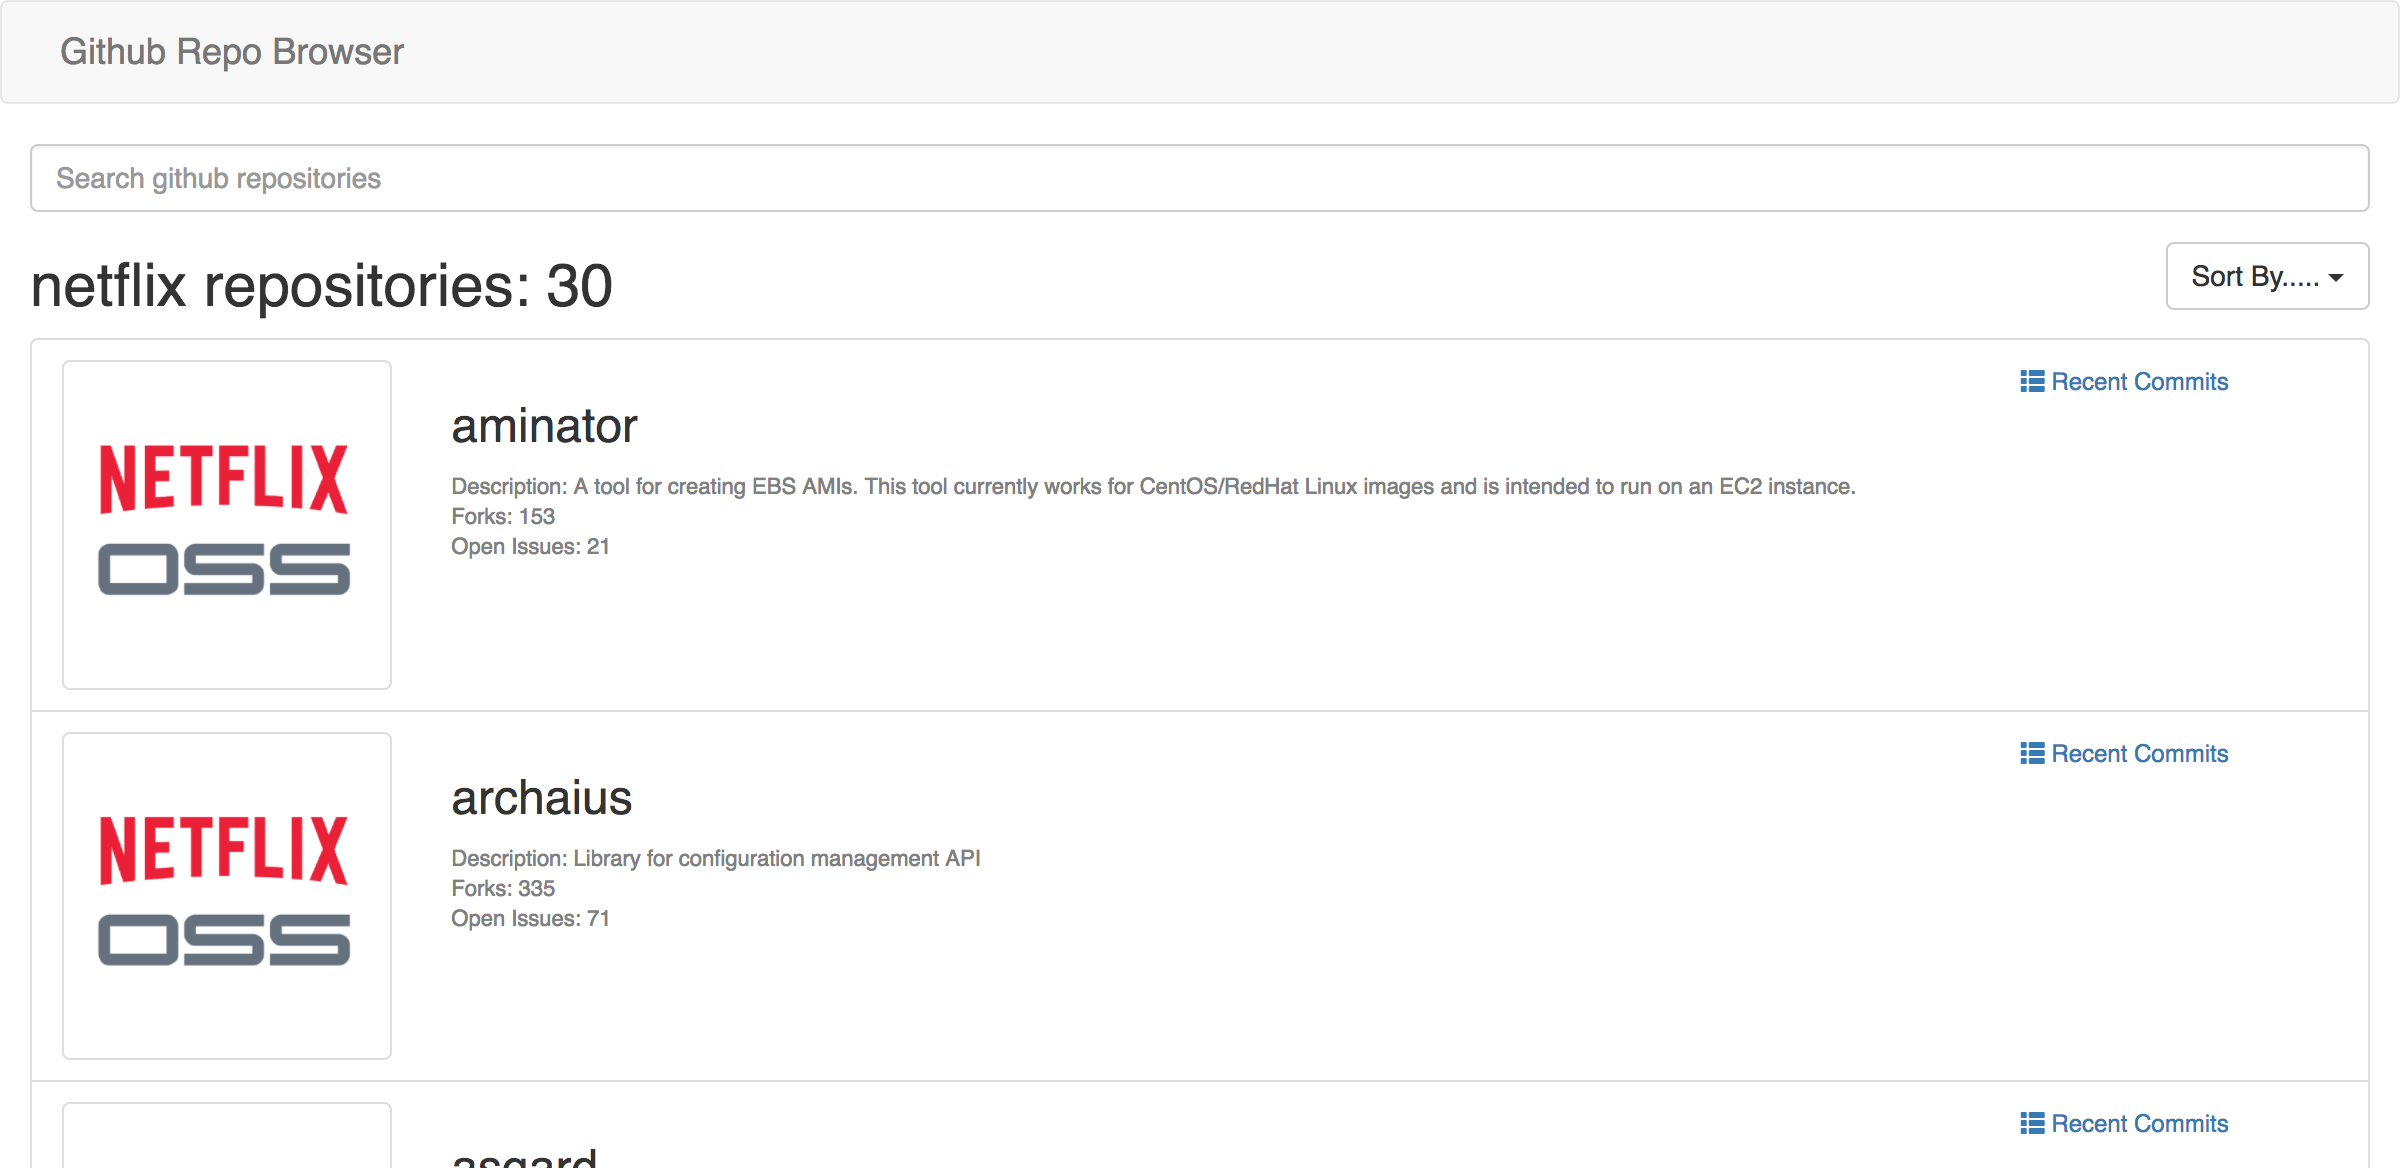 Github Repo Browser
Search github repositories
netflix repositories: 30
Sort By.....
NETFLIX
OSS
Recent Commits
aminator
Description: A tool for creating EBS AMIs. This tool currently works for CentOS/RedHat Linux images and is intended to run on an EC2 instance.
Forks: 153
Open Issues: 21
NETFLIX
OSS
Recent Commits
archaius
Description: Library for configuration management API
Forks: 335
Open Issues: 71
Recent Commits
asgard